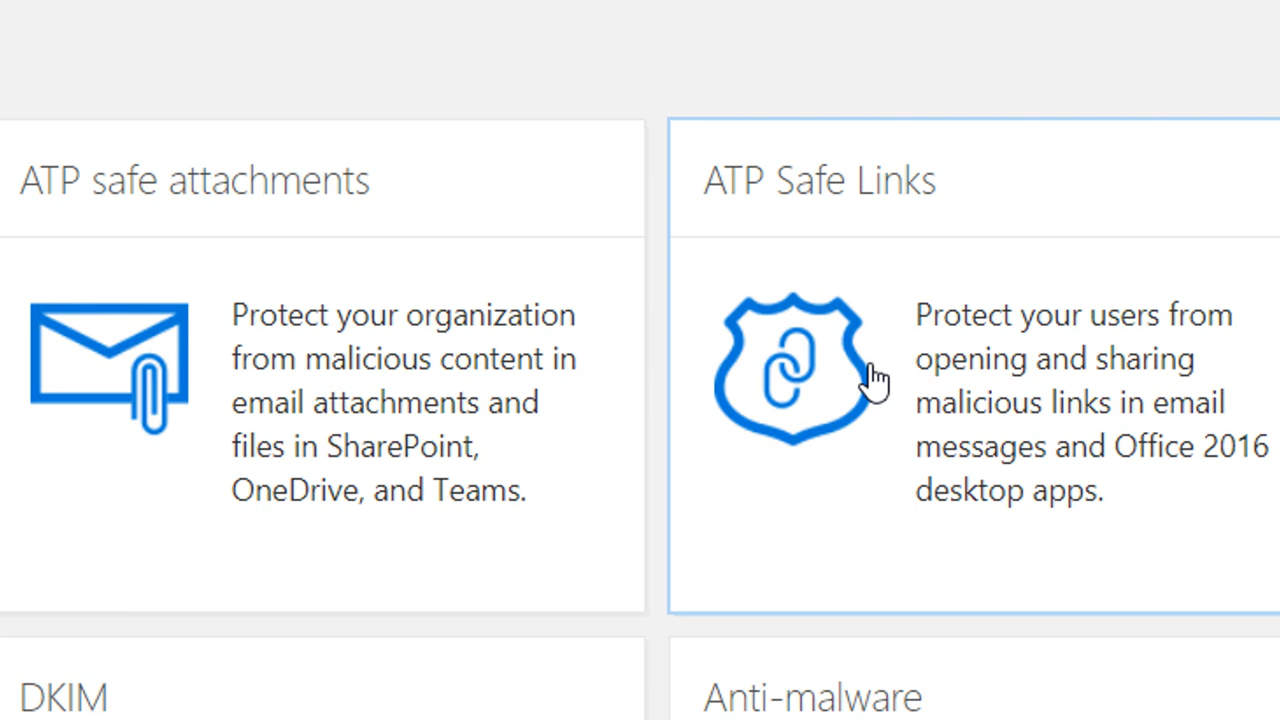 ATP safe attachments
Protect your organization
from malicious content in
email attachments and
files in SharePoint,
OneDrive, and Teams.
ATP Safe Links
Protect your users from
opening and sharing
malicious links in email
messages and Office 2016
desktop apps.
DKIM
Anti-malware